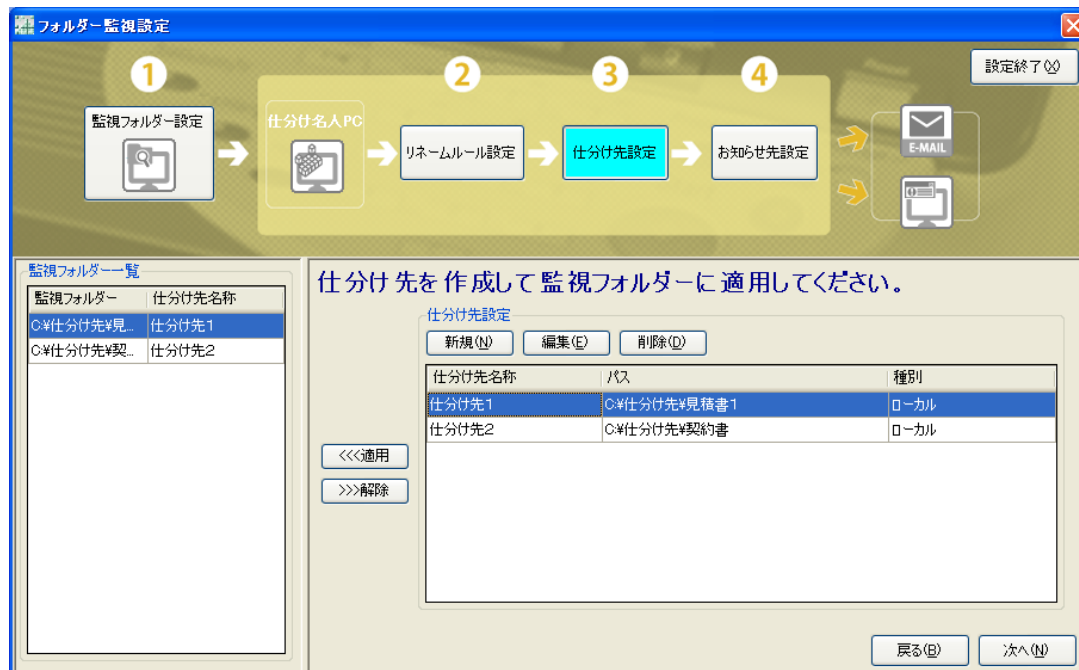 フォルダー監視設定
1
2
3
4
設定終了(X)
監視フォルダー設定
仕分け名人PC
リネームルール設定
仕分け先設定
お知らせ先設定
E-MAIL
監視フォルダー一覧
監視フォルダー 仕分け先名称
C:¥仕分け先¥見... 仕分け先1
C:¥仕分け先¥契... 仕分け先2
仕分け先を作成して監視フォルダーに適用してください。
仕分け先設定
新規(N) 編集(E) 削除(D)
仕分け先名称 パス 種別
仕分け先1 C:¥仕分け先¥見積書1 ローカル
仕分け先2 C:¥仕分け先¥契約書 ローカル
<<<適用
>>>解除
戻る(B) 次へ(N)